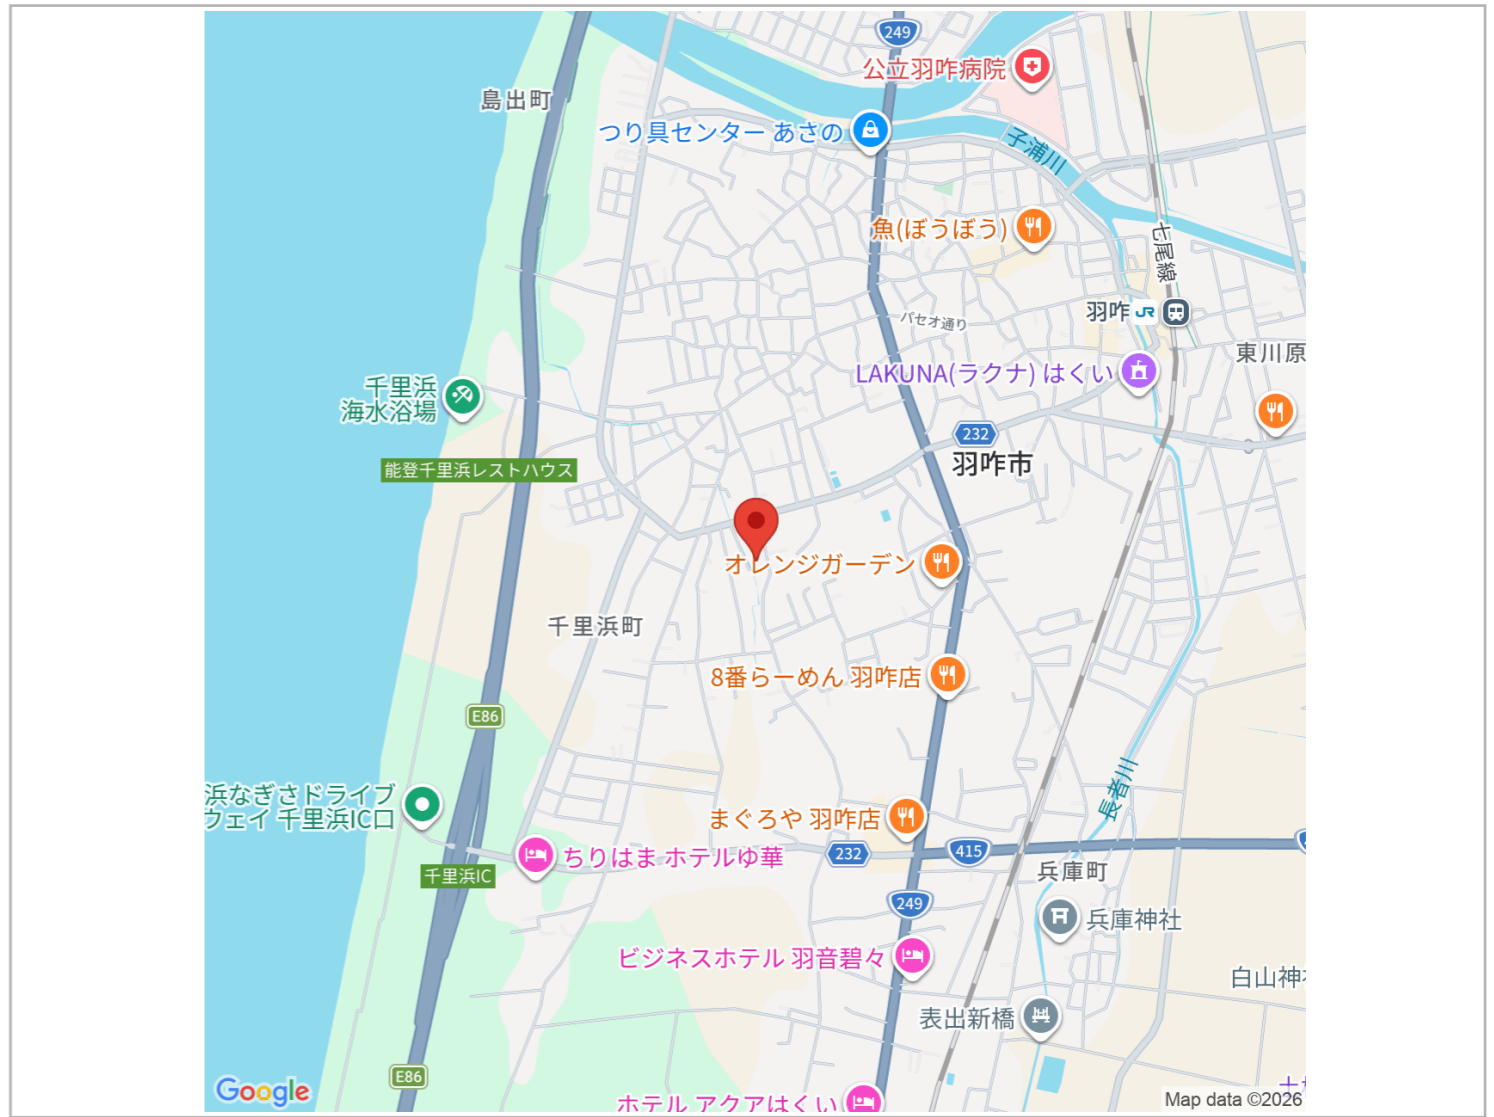 249
公立羽咋病院
島出町
つり具センター あさの
子浦川
魚(ぼうぼう)
七尾線
羽咋 JR
パセオ通り
東川原
LAKUNA(ラクナ) はくい
千里浜
海水浴場
232
羽咋市
能登千里浜レストハウス
オレンジガーデン
千里浜町
8番らーめん 羽咋店
E86
浜なぎさドライブ
ウェイ 千里浜IC口
長者川
まぐろや 羽咋店
ちりはま ホテルゆ華
232
415
千里浜IC
兵庫町
249
兵庫神社
ビジネスホテル 羽音碧々
白山神
表出新橋
E86
Google
ホテル アクアはくい
Map data ©2026